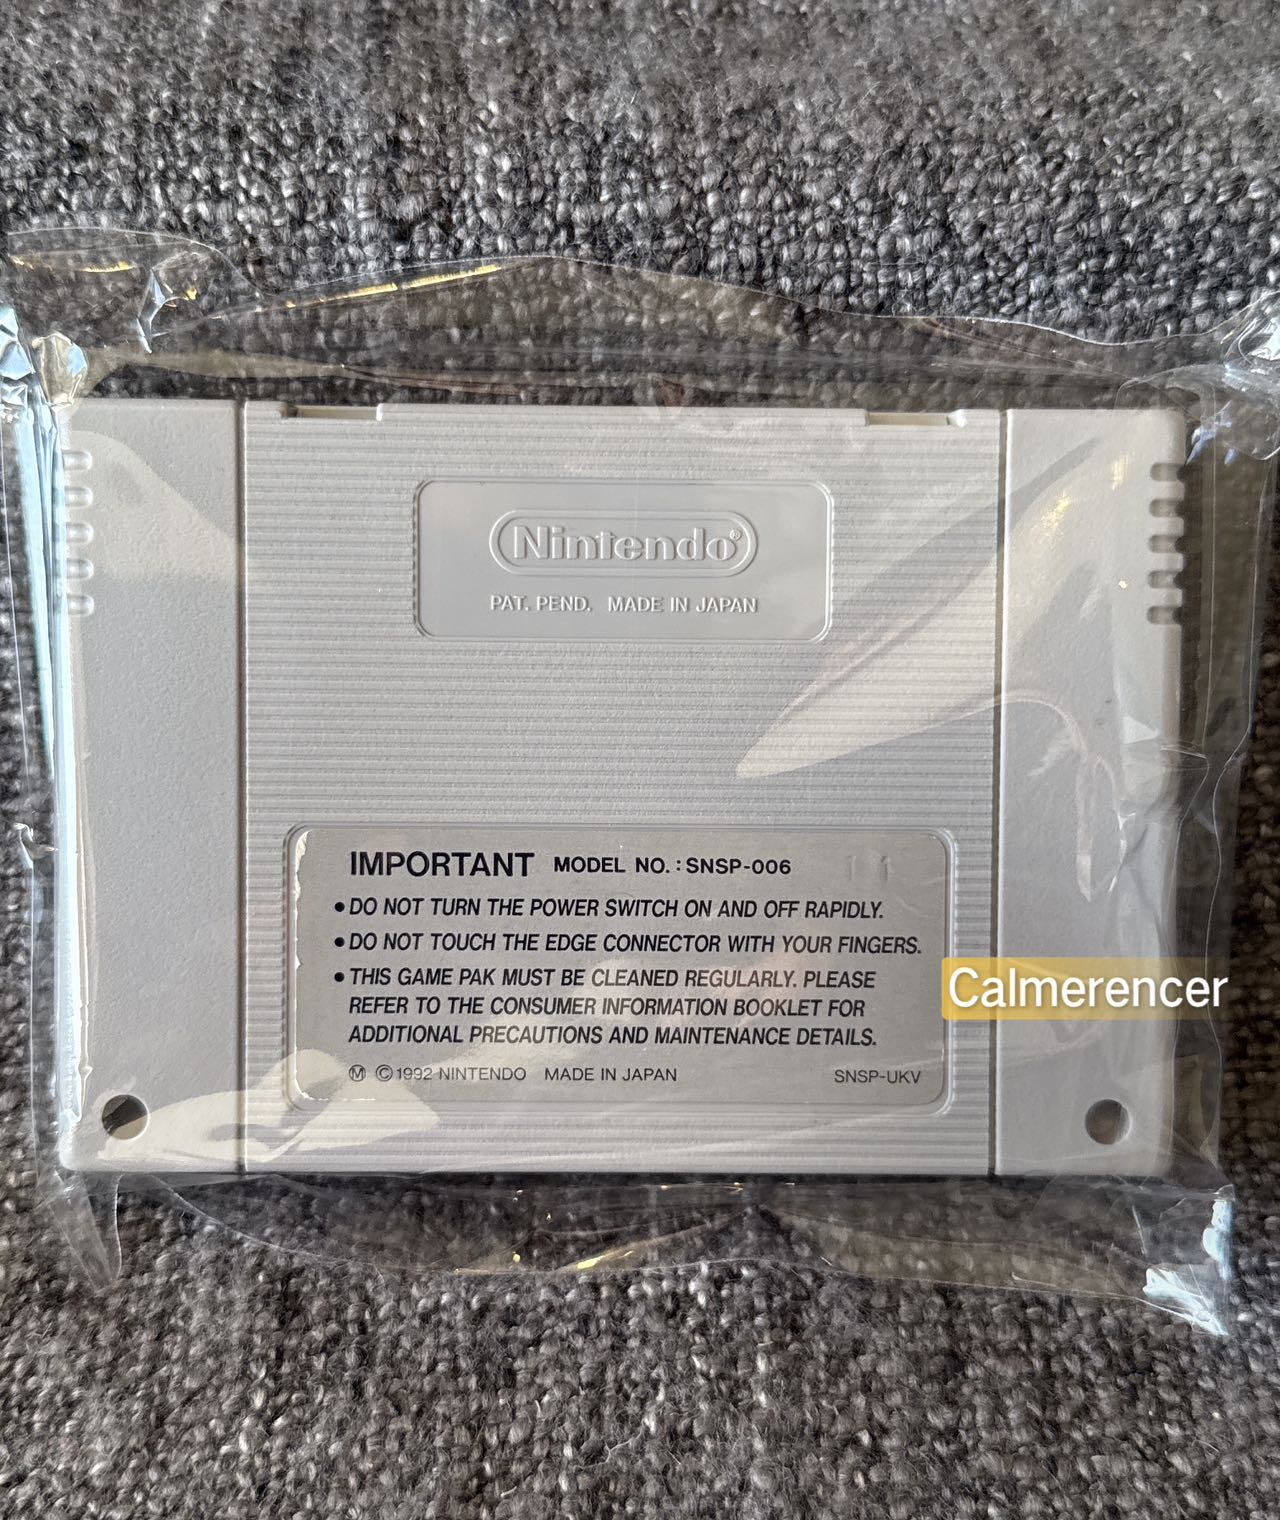 Nintendo®
PAT. PEND. MADE IN JAPAN
IMPORTANT MODEL NO.: SNSP-006
11
• DO NOT TURN THE POWER SWITCH ON AND OFF RAPIDLY.
• DO NOT TOUCH THE EDGE CONNECTOR WITH YOUR FINGERS.
• THIS GAME PAK MUST BE CLEANED REGULARLY. PLEASE
REFER TO THE CONSUMER INFORMATION BOOKLET FOR
ADDITIONAL PRECAUTIONS AND MAINTENANCE DETAILS.
Calmerencer
Ⓜ ©1992 NINTENDO MADE IN JAPAN SNSP-UKV